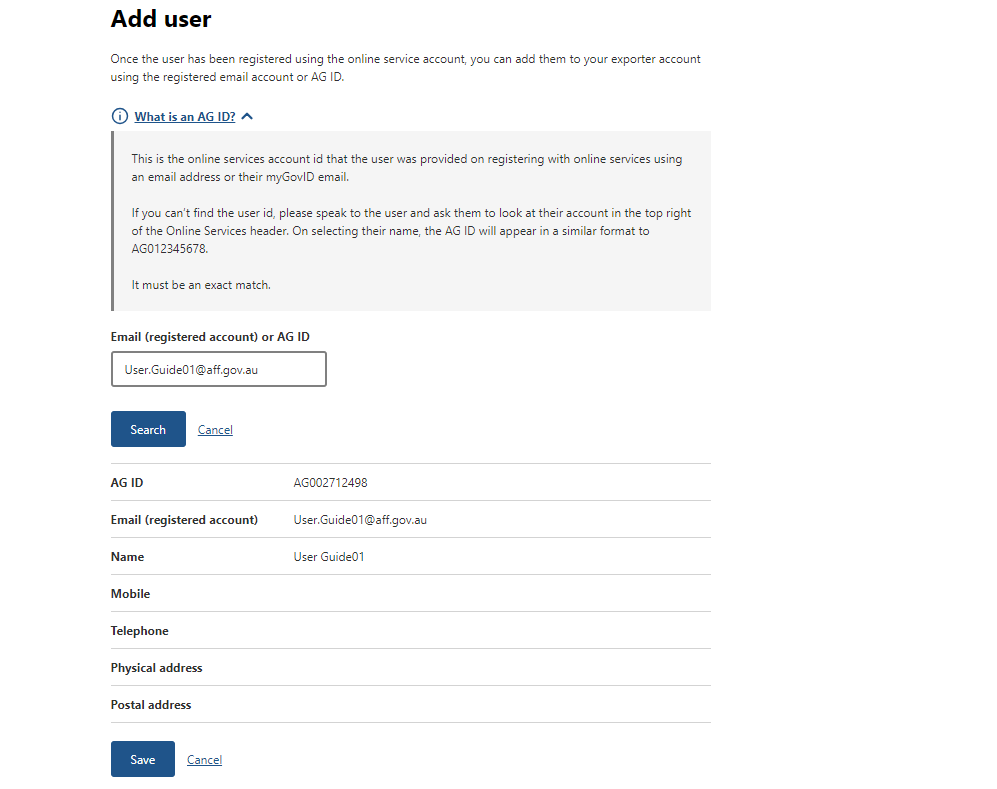 Add user
Once the user has been registered using the online service account, you can add them to your exporter account
using the registered email account or AG ID.
What is an AG ID?
This is the online services account id that the user was provided on registering with online services using
an email address or their myGovID email.
If you can't find the user id, please speak to the user and ask them to look at their account in the top right
of the Online Services header. On selecting their name, the AG ID will appear in a similar format to
AG012345678.
It must be an exact match.
Email (registered account) or AG ID
User.Guide01@aff.gov.au
Search Cancel
AG ID AG002712498
Email (registered account) User.Guide01@aff.gov.au
Name User Guide01
Mobile
Telephone
Physical address
Postal address
Save Cancel